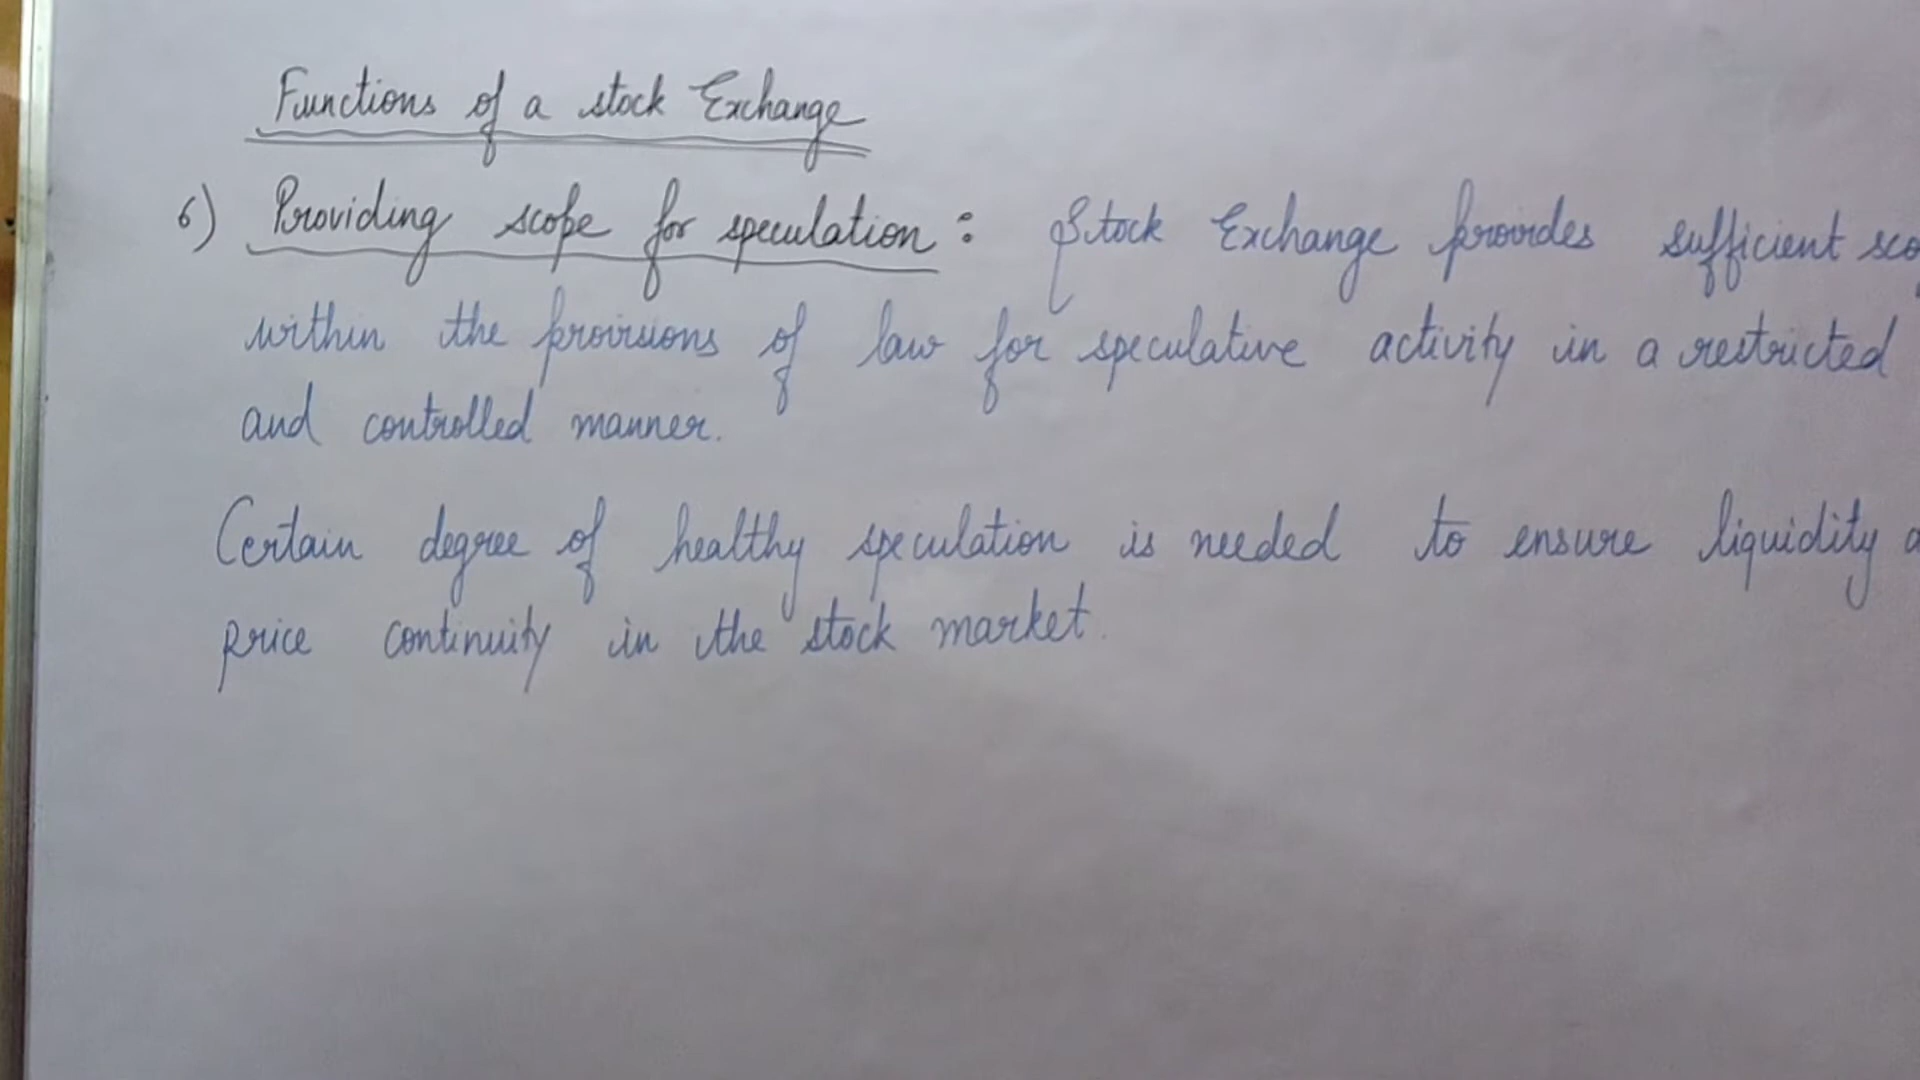 Functions of a stock Exchange
6) Providing scope for speculation : Stock Exchange provides sufficient sco
within the provisions of law for speculative activity in a restricted
and controlled manner.
Certain degree of healthy speculation is needed to ensure liquidity a
price continuity in the stock market.